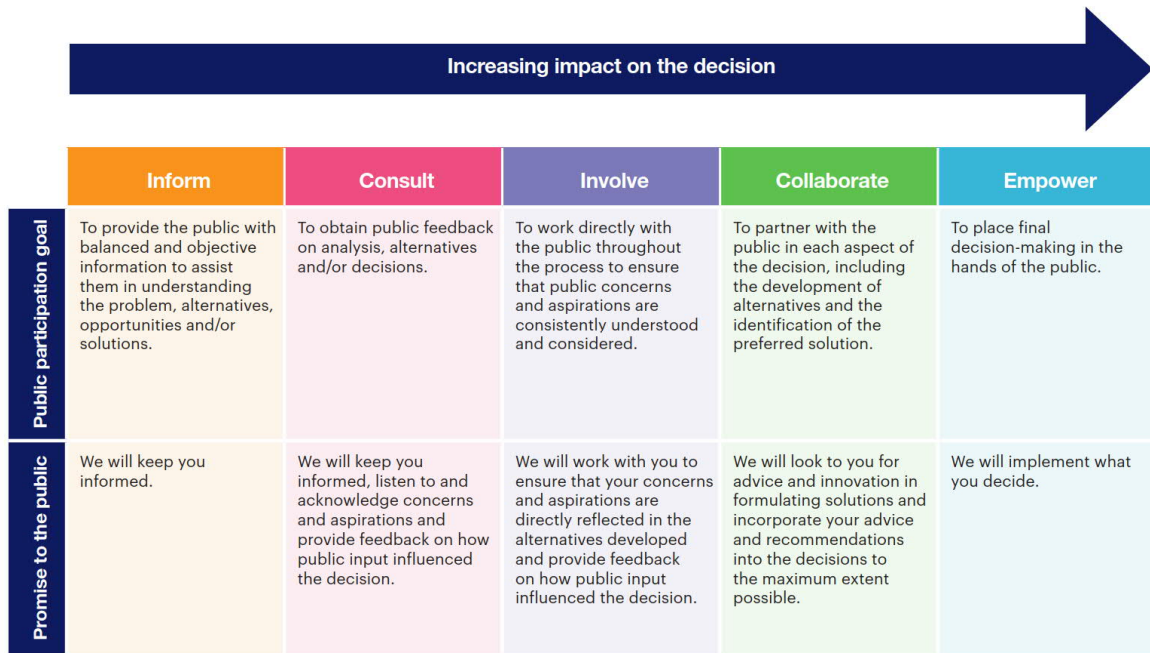 Increasing impact on the decision
Inform
Consult
Involve
Collaborate
Empower
Public participation goal
To provide the public with
balanced and objective
information to assist
them in understanding
the problem, alternatives,
opportunities and/or
solutions.
To obtain public feedback
on analysis, alternatives
and/or decisions.
To work directly with
the public throughout
the process to ensure
that public concerns
and aspirations are
consistently understood
and considered.
To partner with the
public in each aspect of
the decision, including
the development of
alternatives and the
identification of the
preferred solution.
To place final
decision-making in the
hands of the public.
Promise to the public
We will keep you
informed.
We will keep you
informed, listen to and
acknowledge concerns
and aspirations and
provide feedback on how
public input influenced
the decision.
We will work with you to
ensure that your concerns
and aspirations are
directly reflected in the
alternatives developed
and provide feedback
on how public input
influenced the decision.
We will look to you for
advice and innovation in
formulating solutions and
incorporate your advice
and recommendations
into the decisions to
the maximum extent
possible.
We will implement what
you decide.